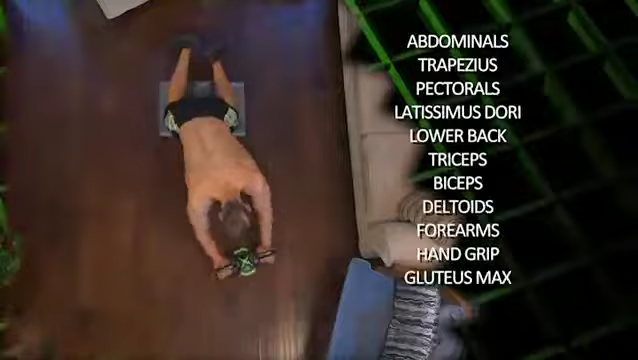 ABDOMINALS
TRAPEZIUS
PECTORALS
LATISSIMUS DORI
LOWER BACK
TRICEPS
BICEPS
DELTOIDS
FOREARMS
HAND GRIP
GLUTEUS MAX